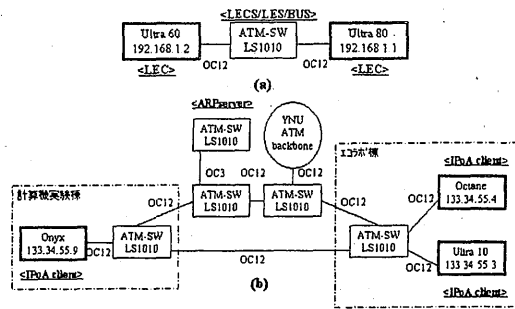 <LECS/LES/BUS>
Ultra 60
192.168.1.2
ATM-SW
LS1010
Ultra 80
192.168.1.1
OC12
OC12
<LEC>
<LEC>
(a)
<ARPserver>
ATM-SW
LS1010
YNU
ATM
backbone
エコラボ棟
<IPoA client>
計算機実験棟
OC3
OC12
OC12
OC12
ATM-SW
LS1010
ATM-SW
LS1010
OC12
OC12
Octane
133.34.55.4
Onyx
133.34.55.9
OC12
ATM-SW
LS1010
ATM-SW
LS1010
OC12
OC12
Ultra 10
133.34.55.3
<IPoA client>
(b)
<IPoA client>